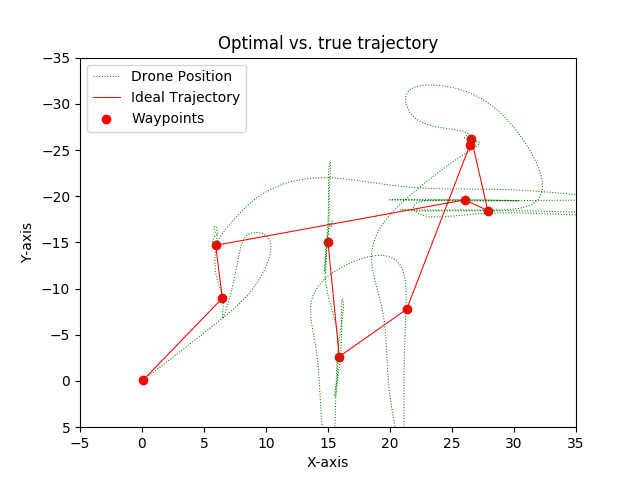 Optimal vs. true trajectory
Drone Position
Ideal Trajectory
Waypoints
Y-axis
−35
−30
−25
−20
−15
−10
−5
0
5
−5 0 5 10 15 20 25 30 35
X-axis